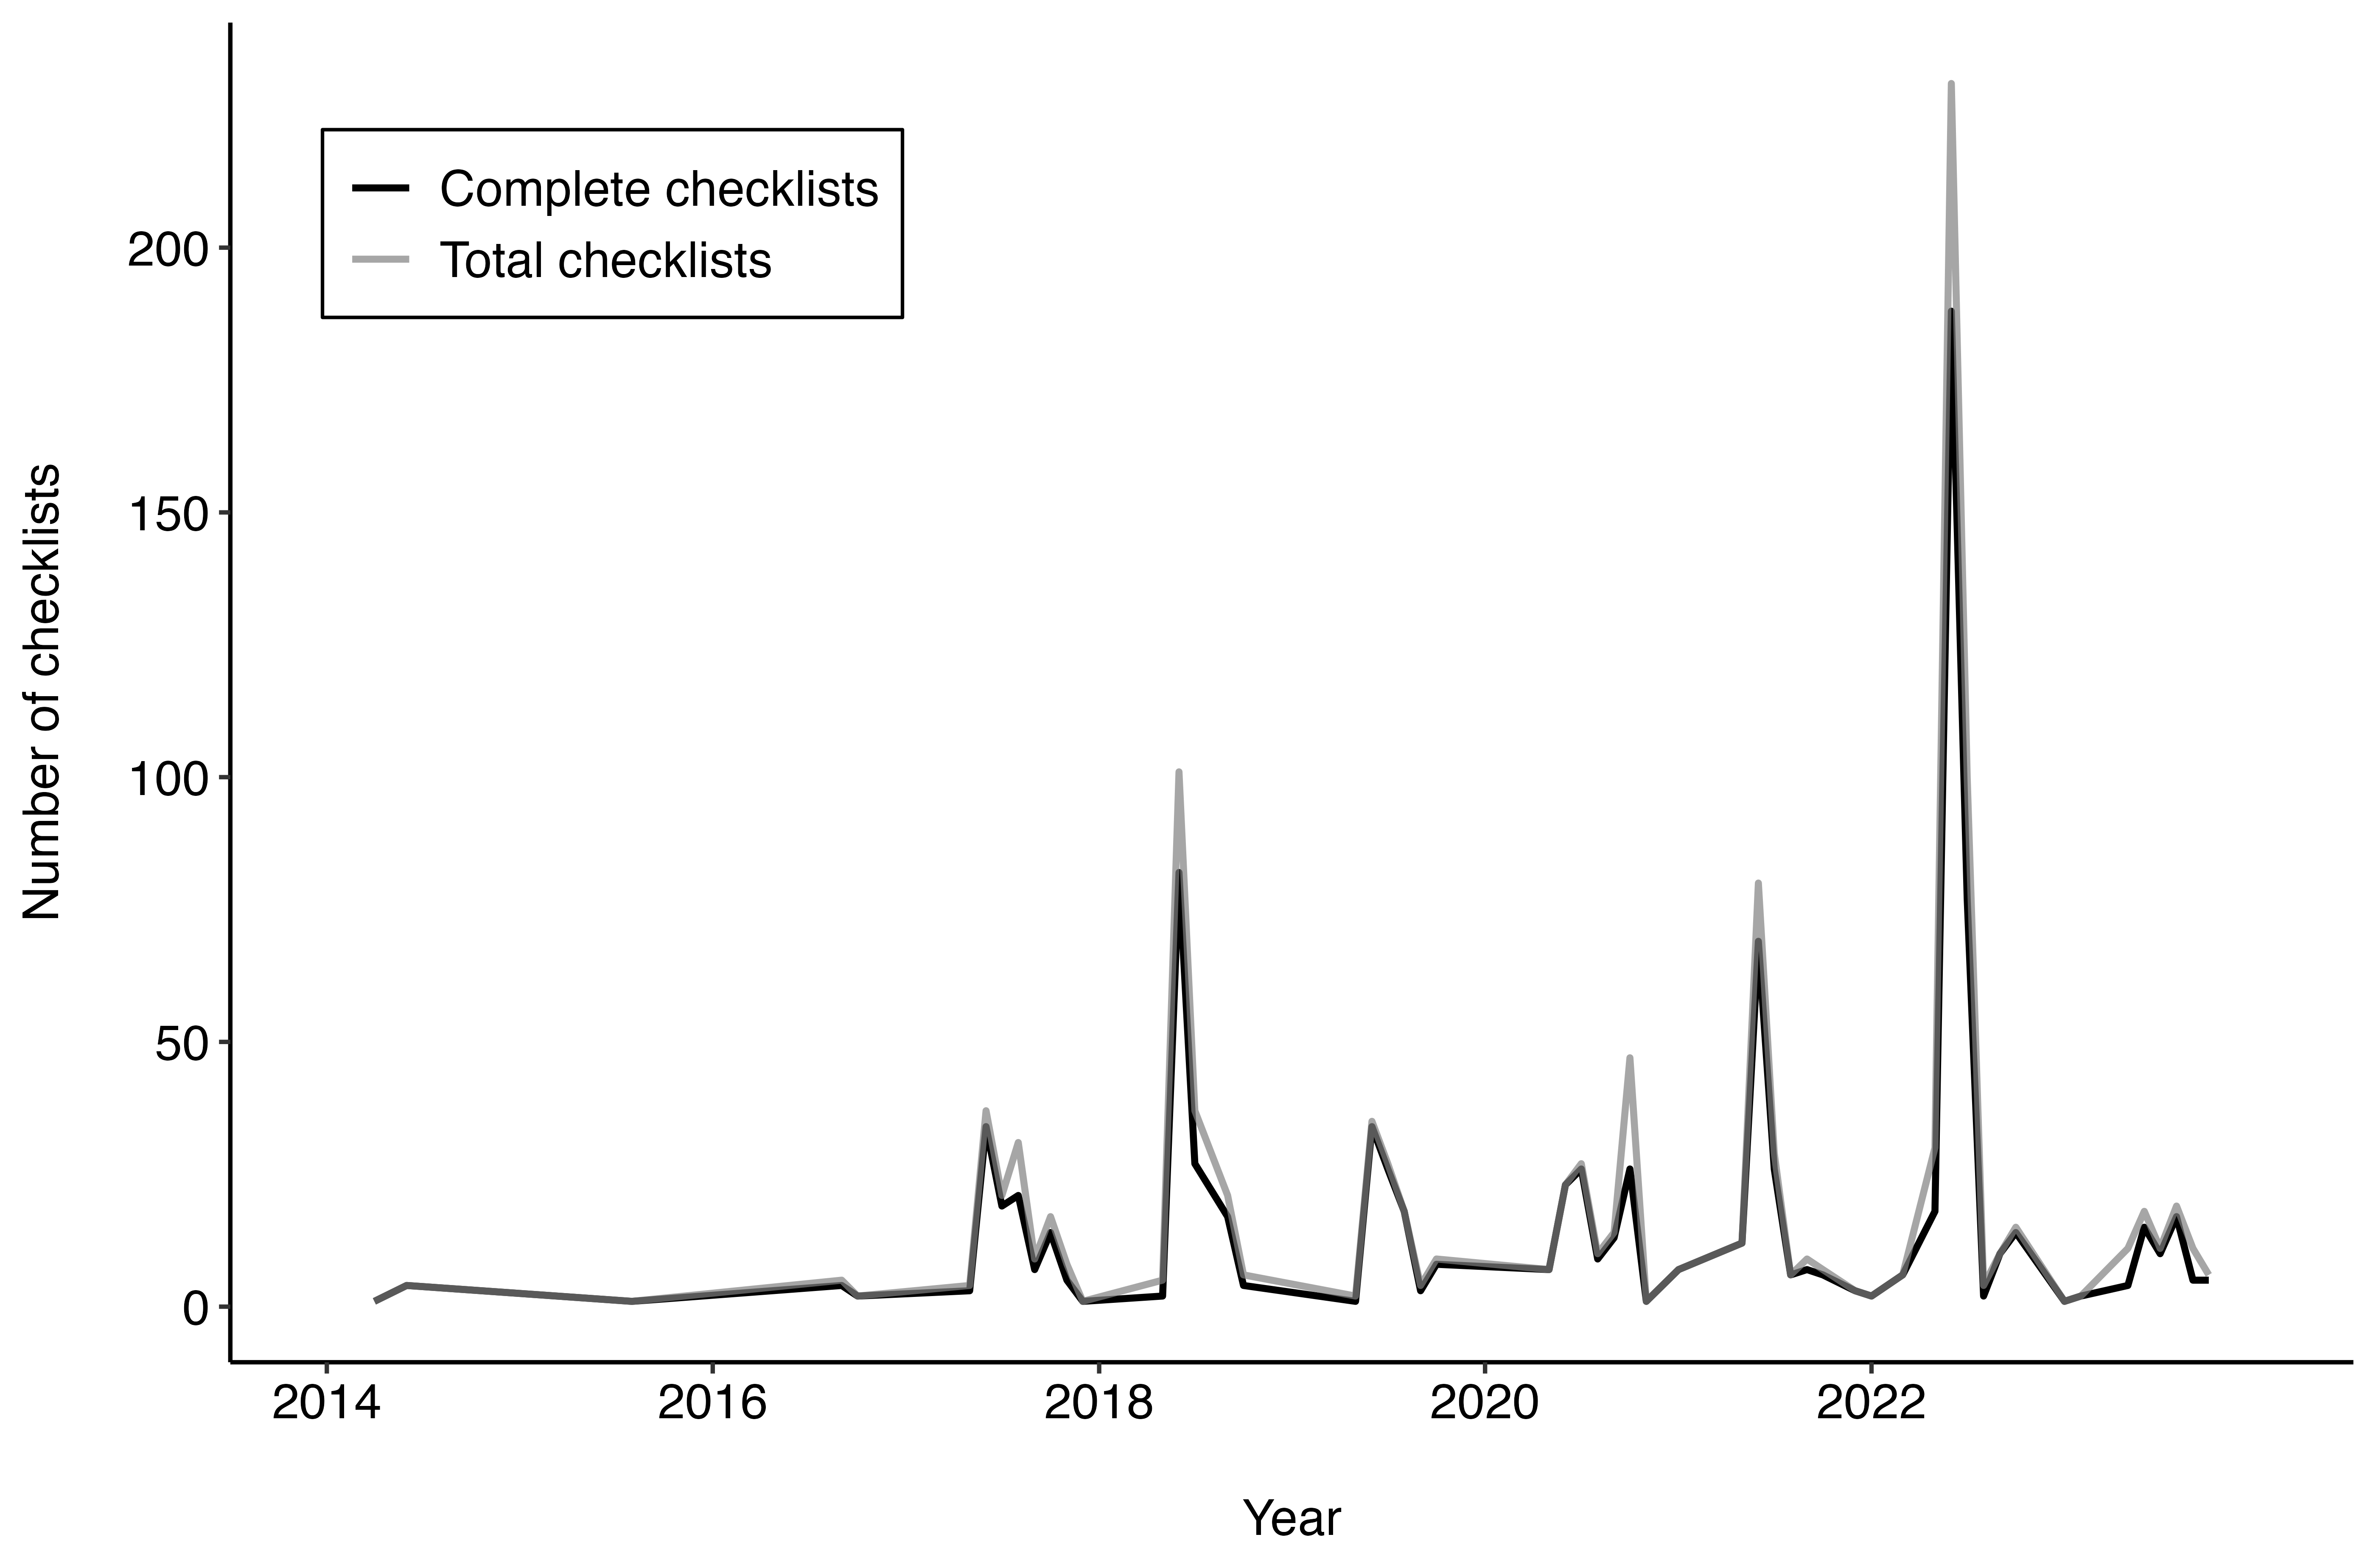 Complete checklists
Total checklists
200
150
100
50
0
Number of checklists
2014 2016 2018 2020 2022
Year